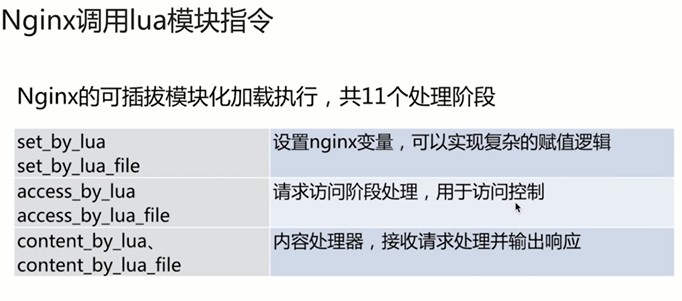 Nginx调用lua模块指令
Nginx的可插拔模块化加载执行，共11个处理阶段
set_by_lua
set_by_lua_file
设置nginx变量，可以实现复杂的赋值逻辑
access_by_lua
access_by_lua_file
请求访问阶段处理，用于访问控制
content_by_lua、
content_by_lua_file
内容处理器，接收请求处理并输出响应